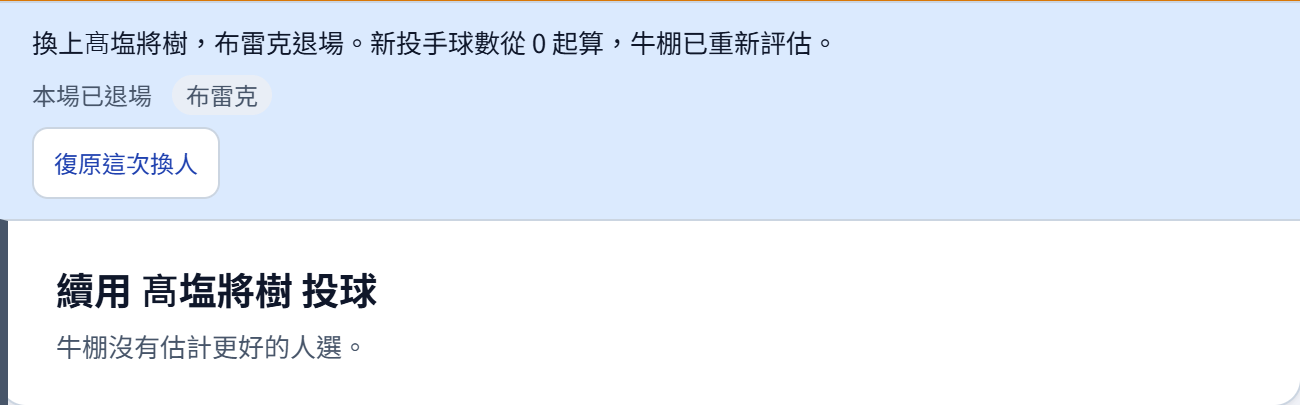 換上髙塩將樹，布雷克退場。新投手球數從 0 起算，牛棚已重新評估。
本場已退場 布雷克
復原這次換人
續用 髙塩將樹 投球
牛棚沒有估計更好的人選。